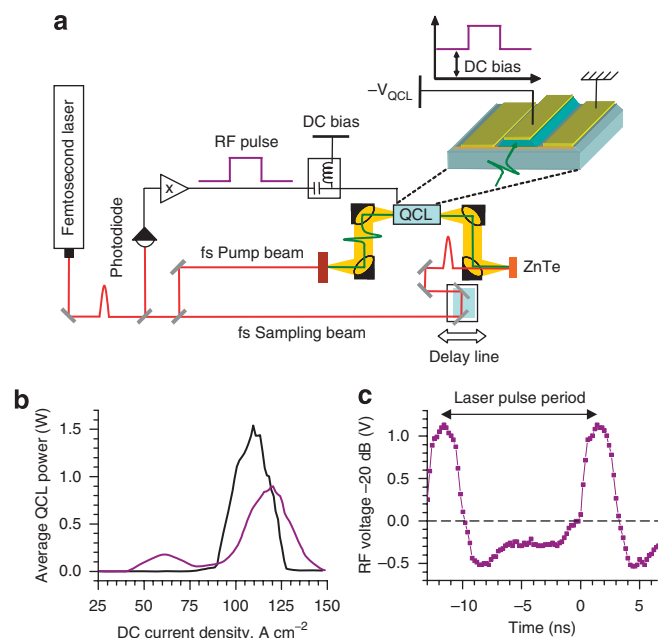 a
DC bias
−V_QCL
Femtosecond laser
Photodiode
x
RF pulse
DC bias
QCL
ZnTe
fs Pump beam
fs Sampling beam
Delay line
b
Average QCL power (W)
1.5
1.0
0.5
0.0
25 50 75 100 125 150
DC current density, A cm⁻²
c
Laser pulse period
RF voltage −20 dB (V)
1.0
0.5
0.0
−0.5
−10 −5 0 5
Time (ns)